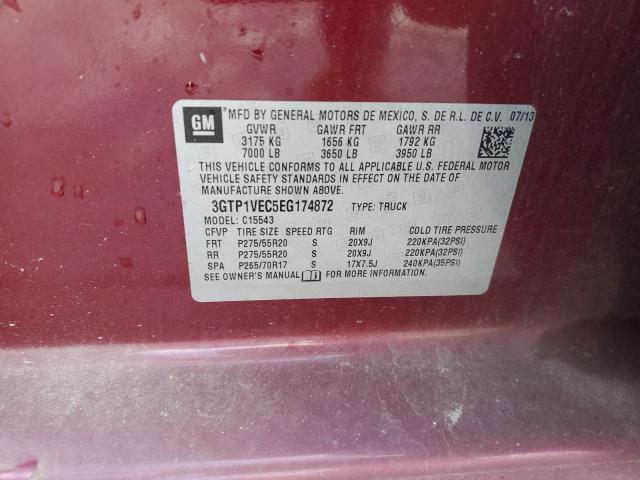 GM
MFD BY GENERAL MOTORS DE MEXICO, S. DE R.L. DE C.V. 07/13
GVWR GAWR FRT GAWR RR
3175 KG 1656 KG 1792 KG
7000 LB 3650 LB 3950 LB
THIS VEHICLE CONFORMS TO ALL APPLICABLE U.S. FEDERAL MOTOR
VEHICLE SAFETY STANDARDS IN EFFECT ON THE DATE OF
MANUFACTURE SHOWN ABOVE.
3GTP1VEC5EG174872 TYPE: TRUCK
MODEL: C15543
CFVP TIRE SIZE SPEED RTG RIM COLD TIRE PRESSURE
FRT P275/55R20 S 20X9J 220KPA(32PSI)
RR P275/55R20 S 20X9J 220KPA(32PSI)
SPA P265/70R17 S 17X7.5J 240KPA(35PSI)
SEE OWNER'S MANUAL FOR MORE INFORMATION.